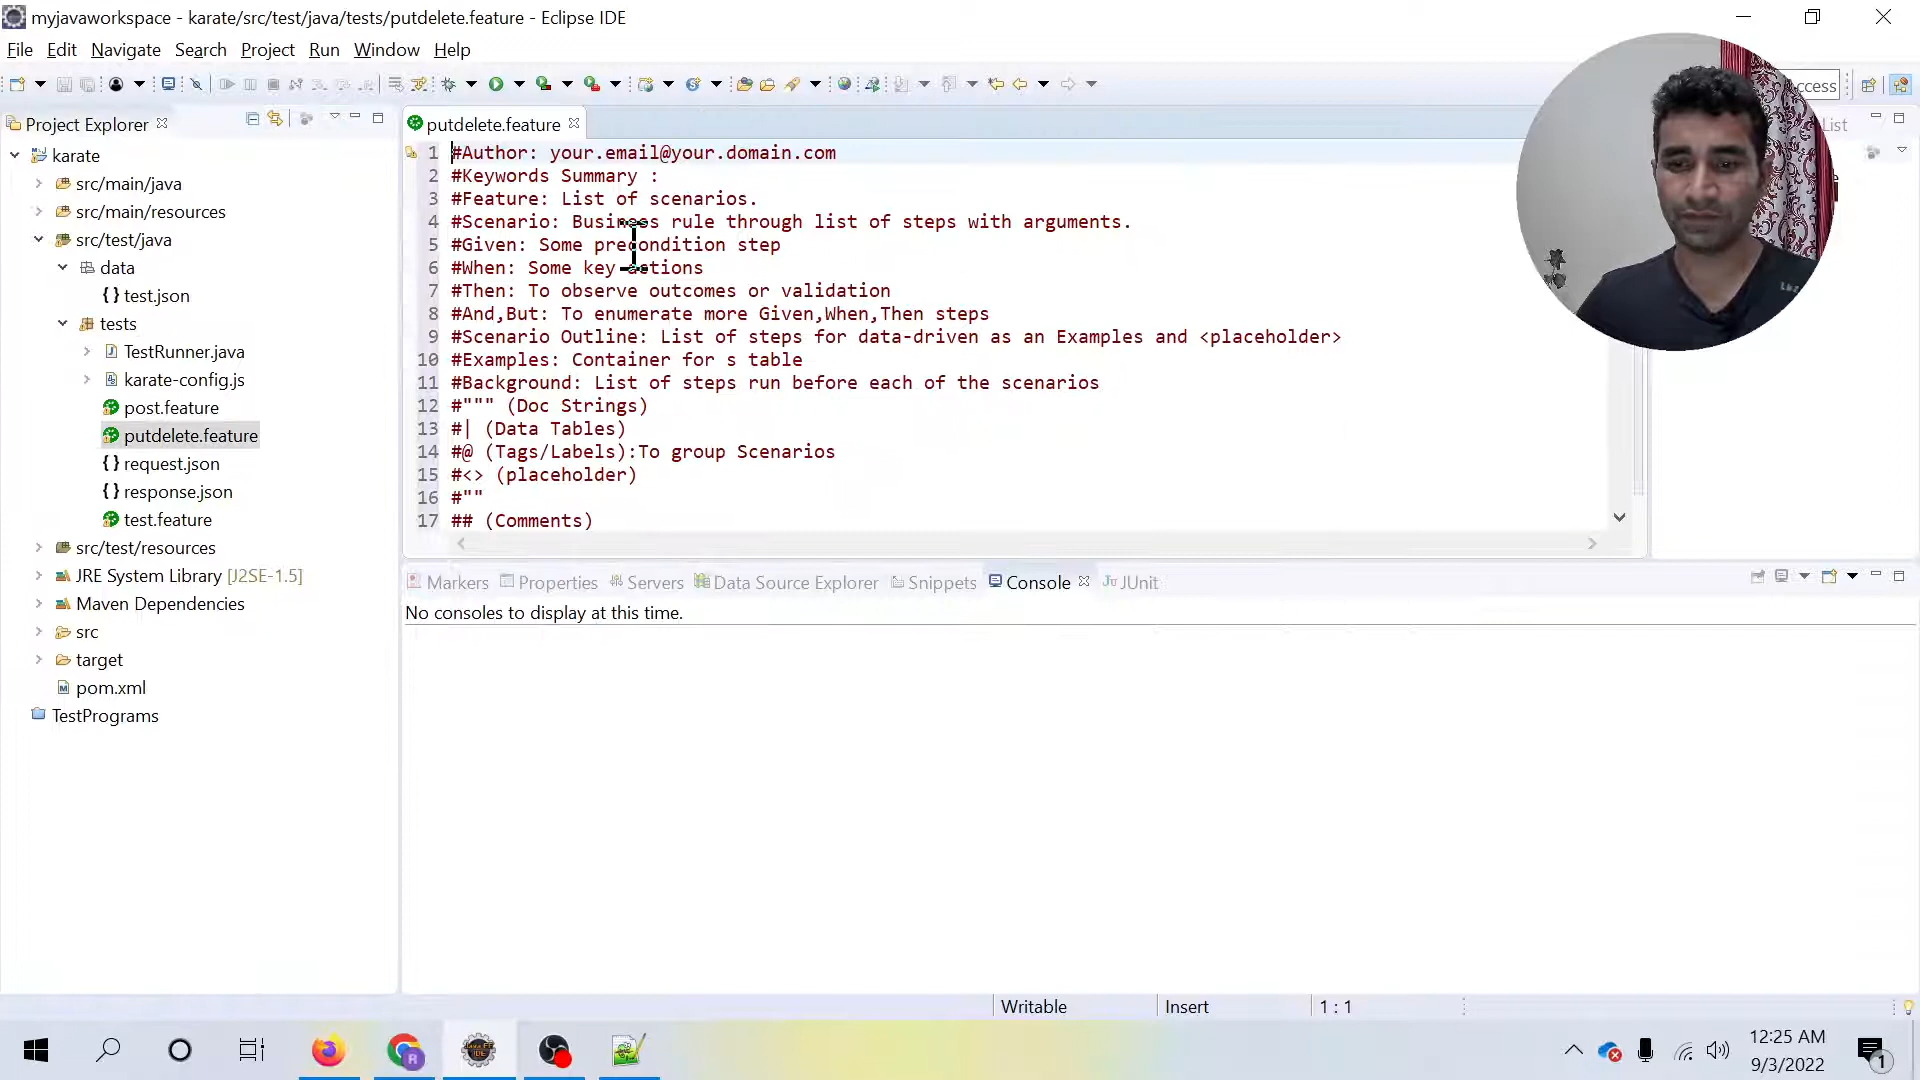 myjavaworkspace - karate/src/test/java/tests/putdelete.feature - Eclipse IDE
File Edit Navigate Search Project Run Window Help
ccess
Project Explorer
putdelete.feature
List
karate
src/main/java
src/main/resources
src/test/java
data
test.json
tests
TestRunner.java
karate-config.js
post.feature
putdelete.feature
request.json
response.json
test.feature
src/test/resources
JRE System Library [J2SE-1.5]
Maven Dependencies
src
target
pom.xml
TestPrograms
1 #Author: your.email@your.domain.com
2 #Keywords Summary :
3 #Feature: List of scenarios.
4 #Scenario: Business rule through list of steps with arguments.
5 #Given: Some precondition step
6 #When: Some key actions
7 #Then: To observe outcomes or validation
8 #And,But: To enumerate more Given,When,Then steps
9 #Scenario Outline: List of steps for data-driven as an Examples and <placeholder>
10 #Examples: Container for s table
11 #Background: List of steps run before each of the scenarios
12 #""" (Doc Strings)
13 #| (Data Tables)
14 #@ (Tags/Labels):To group Scenarios
15 #<> (placeholder)
16 #""
17 ## (Comments)
Markers Properties Servers Data Source Explorer Snippets Console JUnit
No consoles to display at this time.
Writable Insert 1 : 1
12:25 AM
9/3/2022
1